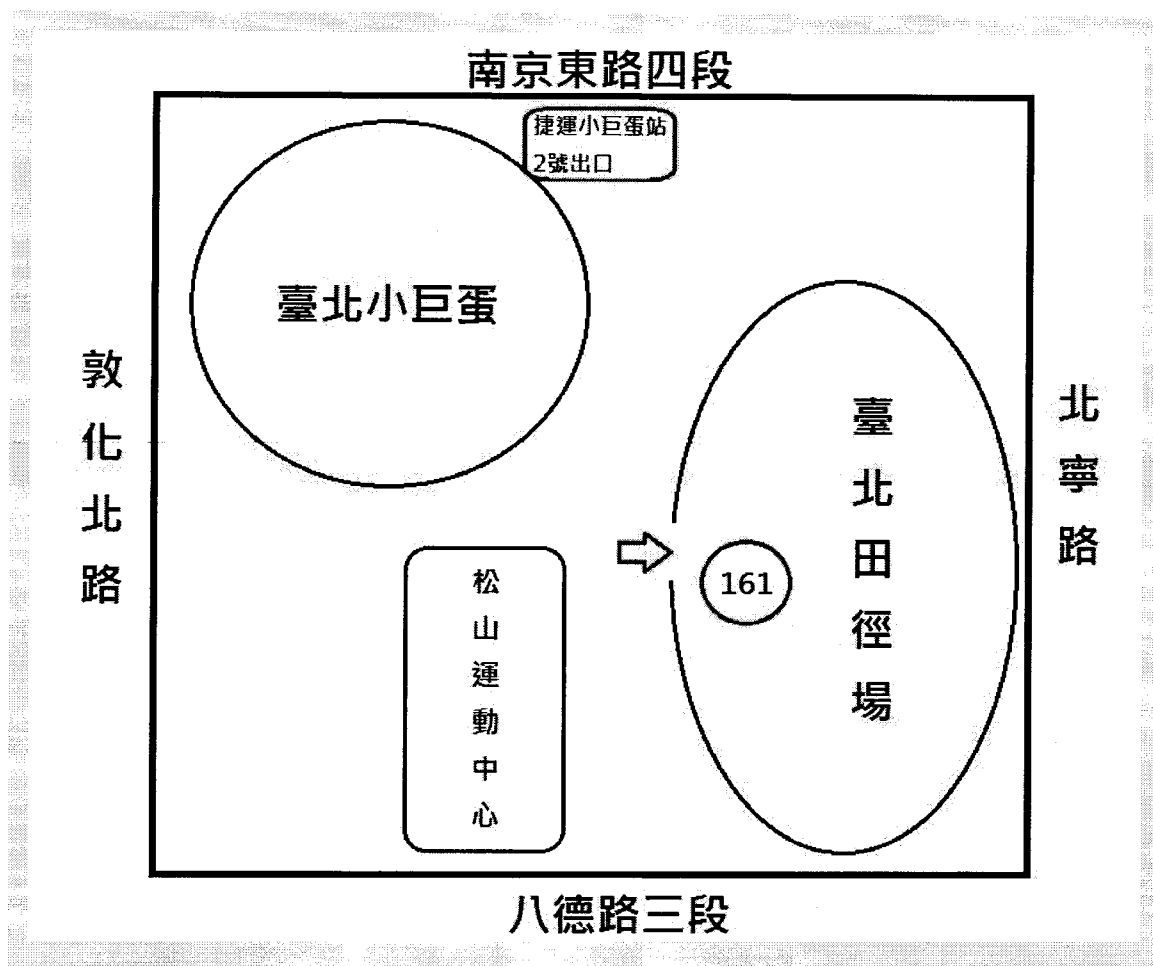 南京東路四段
捷運小巨蛋站
2號出口
臺北小巨蛋
敦化北路
北寧路
臺北田徑場
161
松山運動中心
八德路三段